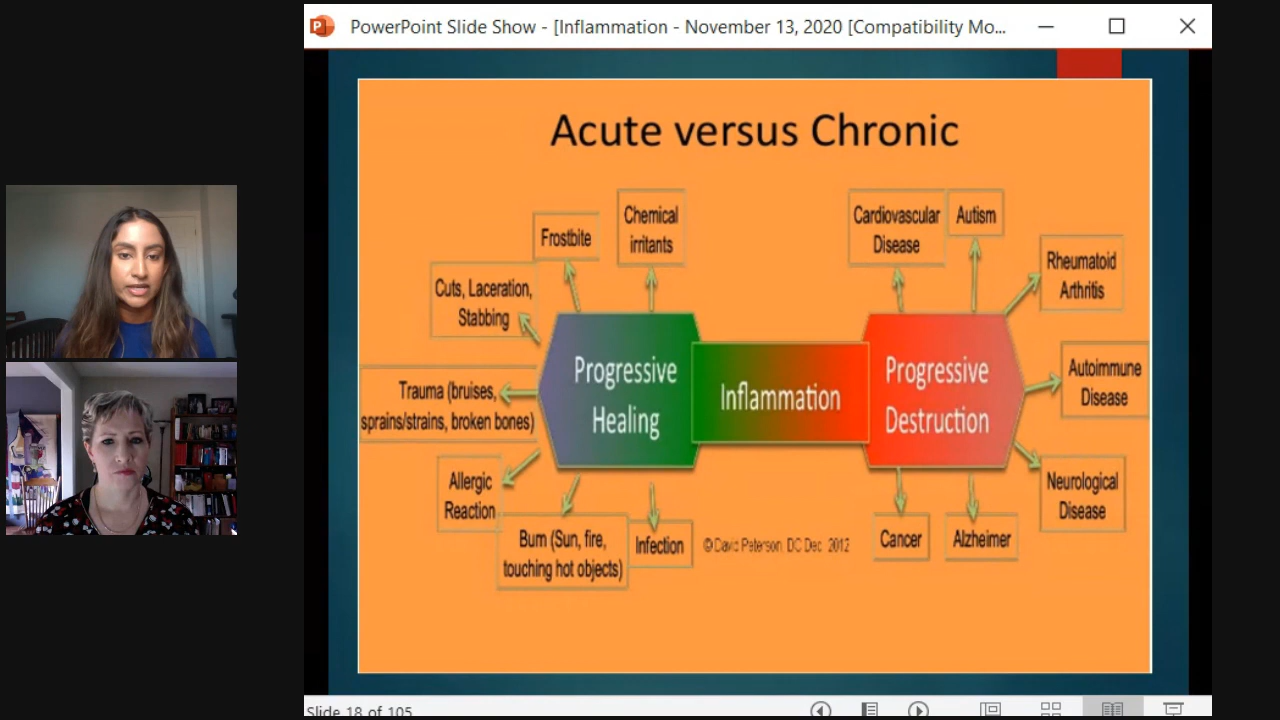 PowerPoint Slide Show - [Inflammation - November 13, 2020 [Compatibility Mo...
Acute versus Chronic
Frostbite
Chemical
irritants
Cuts, Laceration,
Stabbing
Trauma (bruises,
sprains/strains, broken bones)
Allergic
Reaction
Burn (Sun, fire,
touching hot objects)
Infection
Progressive
Healing
Inflammation
Progressive
Destruction
Cardiovascular
Disease
Autism
Rheumatoid
Arthritis
Autoimmune
Disease
Neurological
Disease
Cancer
Alzheimer
© David Paterson, DC Dec. 2012
Slide 18 of 105